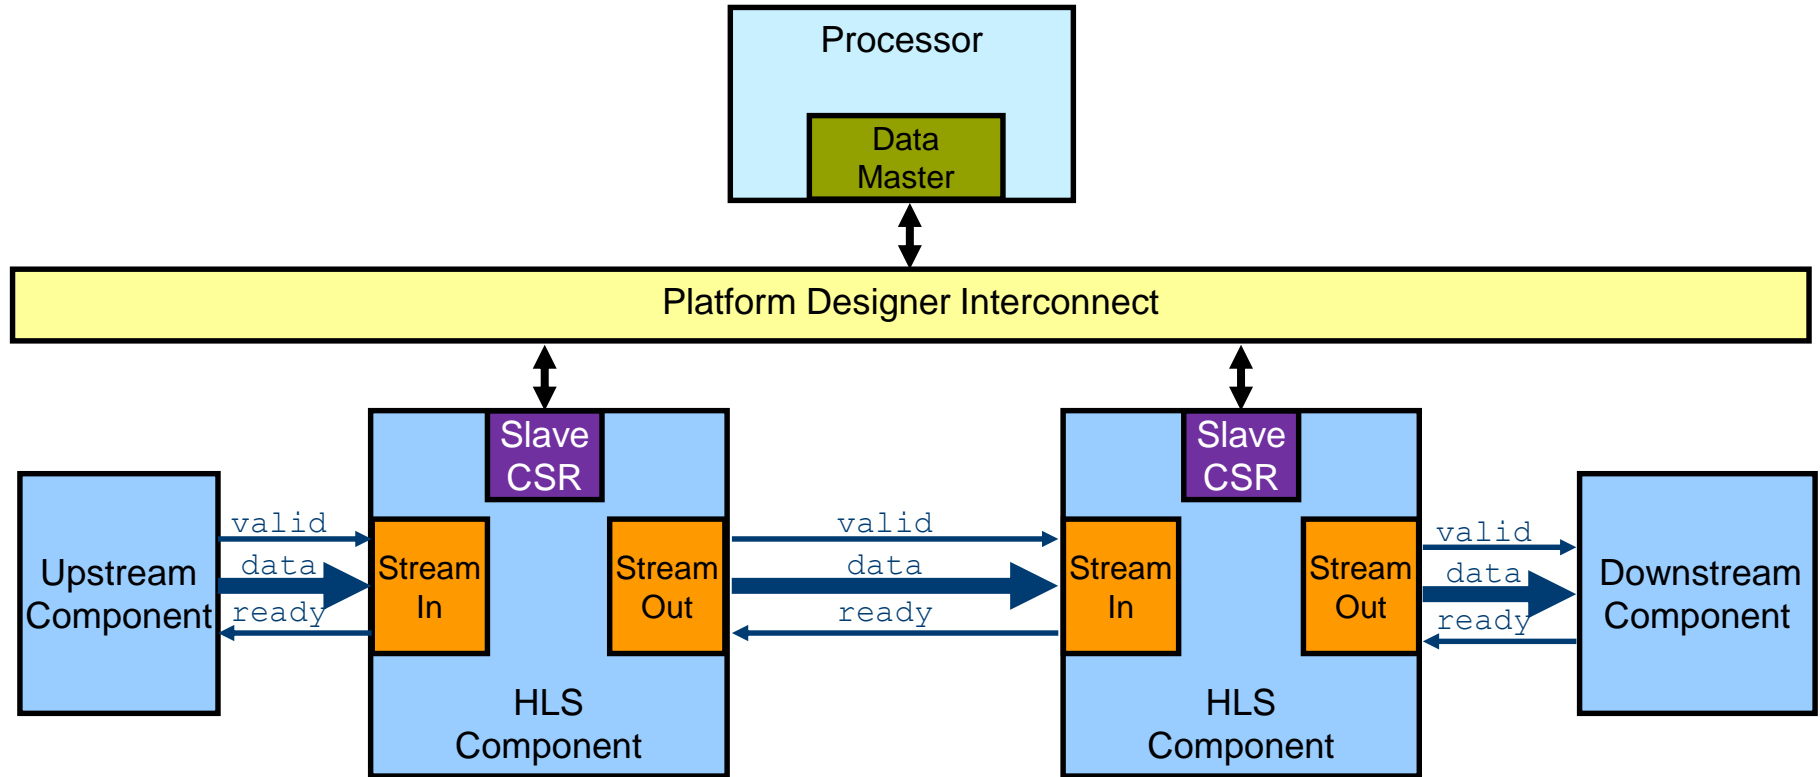 Processor
Data
Master
Platform Designer Interconnect
Upstream
Component
valid
data
ready
Slave
CSR
Stream
In
Stream
Out
HLS
Component
valid
data
ready
Slave
CSR
Stream
In
Stream
Out
HLS
Component
valid
data
ready
Downstream
Component